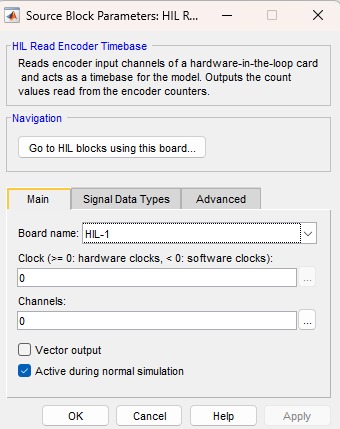 Source Block Parameters: HIL R...
HIL Read Encoder Timebase
Reads encoder input channels of a hardware-in-the-loop card
and acts as a timebase for the model. Outputs the count
values read from the encoder counters.
Navigation
Go to HIL blocks using this board...
Main Signal Data Types Advanced
Board name: HIL-1
Clock (>= 0: hardware clocks, < 0: software clocks):
0 ...
Channels:
0 ...
Vector output
Active during normal simulation
OK Cancel Help Apply